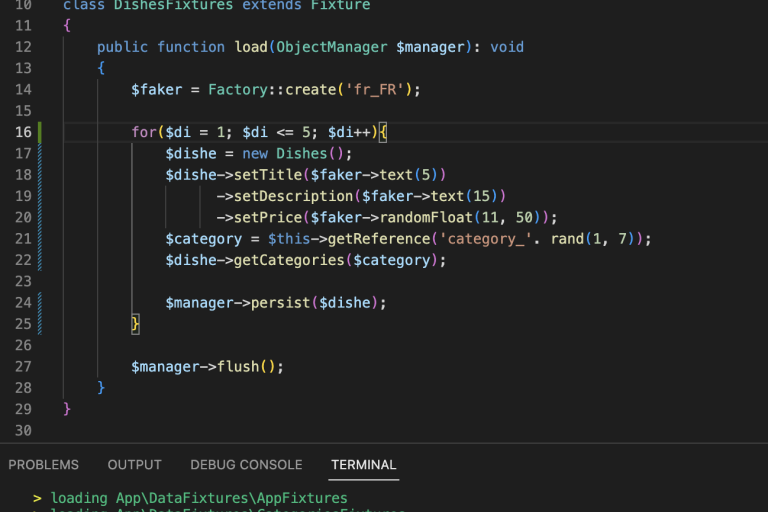 10 class DishesFixtures extends Fixture
11 {
12 public function load(ObjectManager $manager): void
13 {
14 $faker = Factory::create('fr_FR');
15
16 for($di = 1; $di <= 5; $di++){
17 $dishe = new Dishes();
18 $dishe->setTitle($faker->text(5))
19 ->setDescription($faker->text(15))
20 ->setPrice($faker->randomFloat(11, 50));
21 $category = $this->getReference('category_'. rand(1, 7));
22 $dishe->getCategories($category);
23
24 $manager->persist($dishe);
25 }
26
27 $manager->flush();
28 }
29 }
30
PROBLEMS OUTPUT DEBUG CONSOLE TERMINAL
> loading App\DataFixtures\AppFixtures